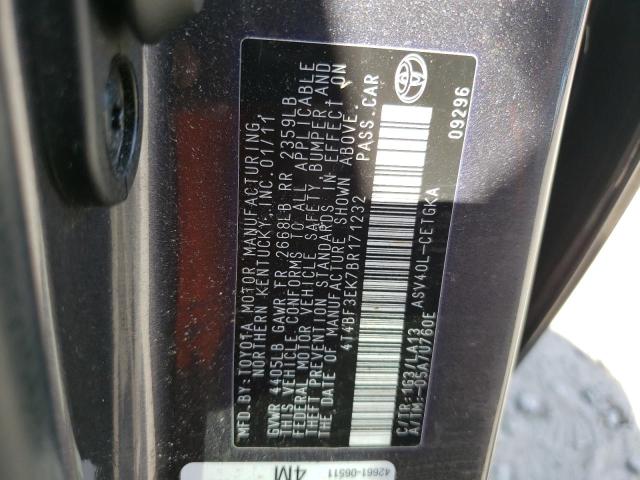 MFD. BY: TOYOTA MOTOR MANUFACTURING,
NORTHERN KENTUCKY, INC. 01/11
GVWR 4405LB GAWR FR 2668LB RR 2359LB
THIS VEHICLE CONFORMS TO ALL APPLICABLE
FEDERAL MOTOR VEHICLE SAFETY, BUMPER AND
THEFT PREVENTION STANDARDS IN EFFECT ON
THE DATE OF MANUFACTURE SHOWN ABOVE.
4T4BF3EK7BR171232 PASS.CAR
C/TR: 1G3/LA13 ASV40L-CETGKA
A/TM: -05A/U760E
09296
42661-06511
4M